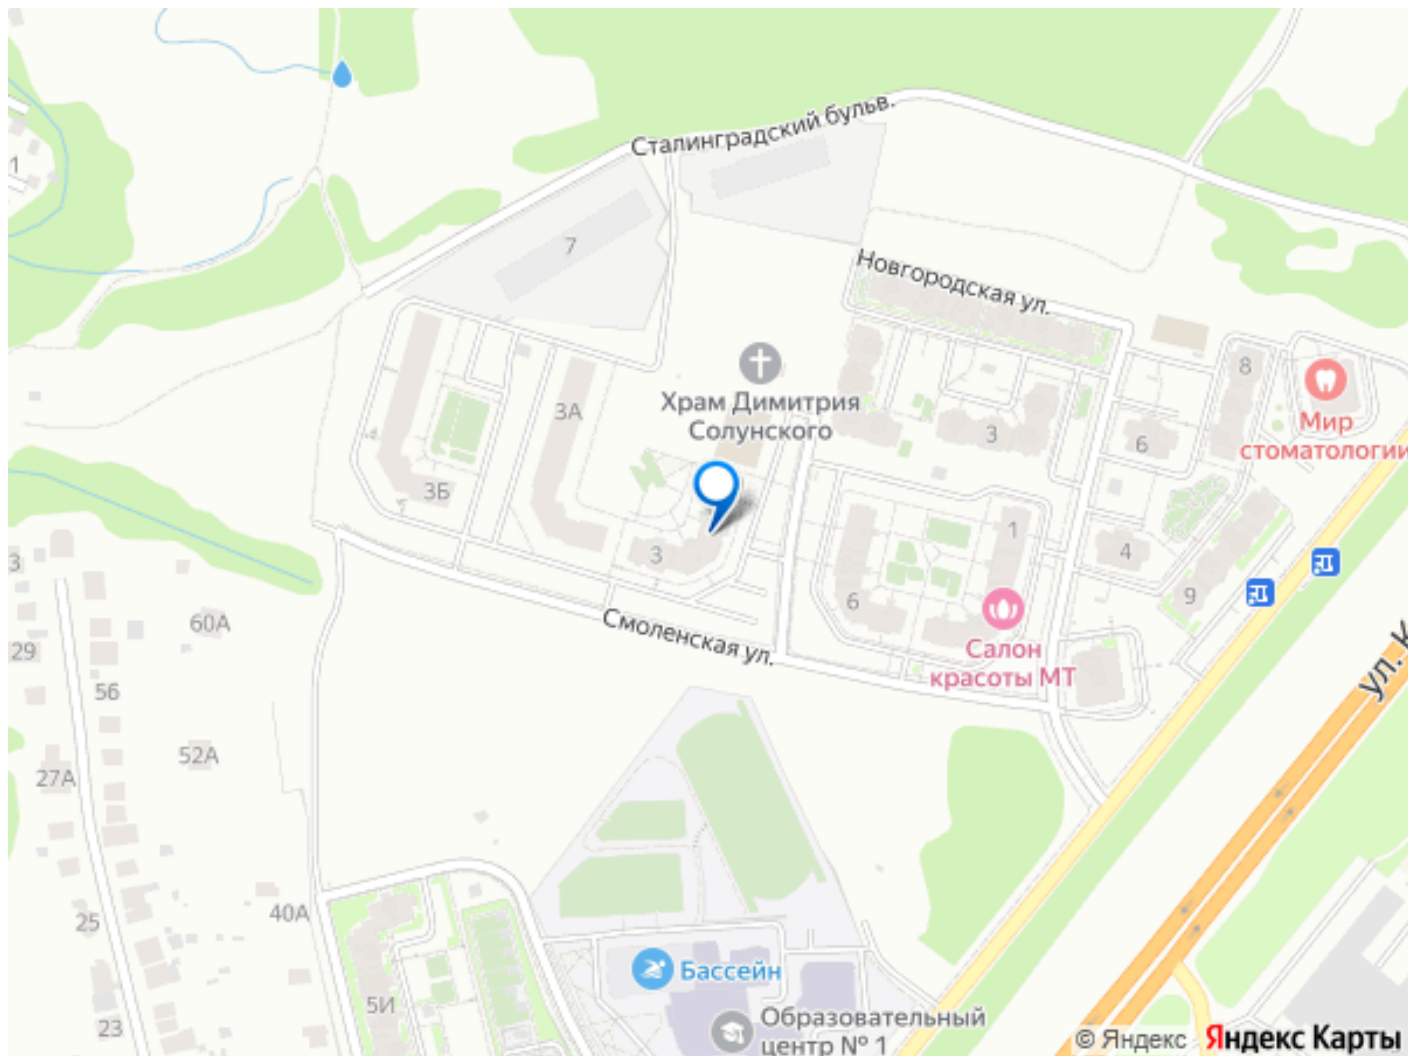 Сталинградский бульв.
1
7
Новгородская ул.
8
3А
Храм Димитрия
Солунского
3
6
Мир
стоматологии
3Б
3
1
4
3
6
9
60А
Смоленская ул.
29
Салон
красоты МТ
ул. К
56
52А
27А
40А
25
5И
Бассейн
23
Образовательный
центр № 1
© Яндекс Яндекс Карты